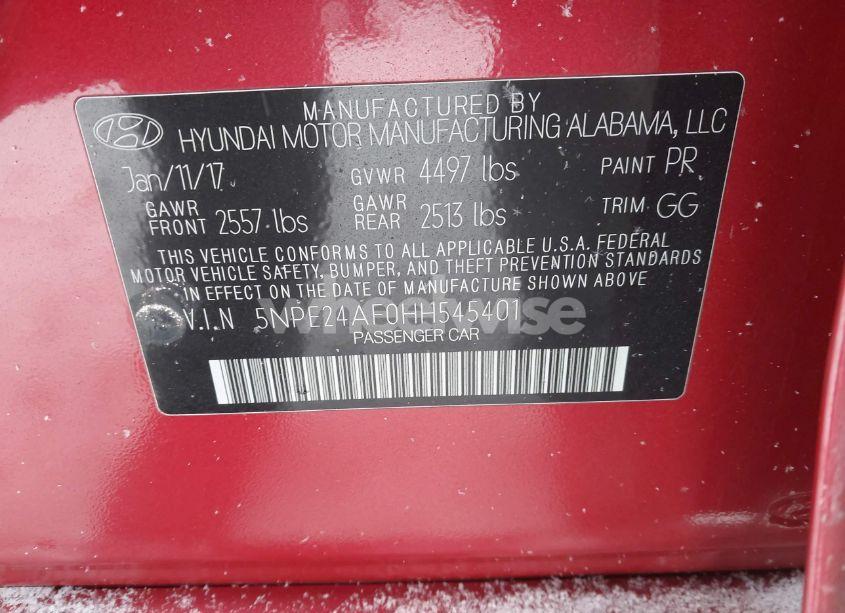 MANUFACTURED BY
HYUNDAI MOTOR MANUFACTURING ALABAMA, LLC
Jan/11/17 GVWR 4497 lbs PAINT PR
GAWR FRONT 2557 lbs GAWR REAR 2513 lbs TRIM GG
THIS VEHICLE CONFORMS TO ALL APPLICABLE U.S.A. FEDERAL
MOTOR VEHICLE SAFETY, BUMPER, AND THEFT PREVENTION STANDARDS
IN EFFECT ON THE DATE OF MANUFACTURE SHOWN ABOVE
V.I.N 5NPE24AF0HH545401
PASSENGER CAR
wheelwise